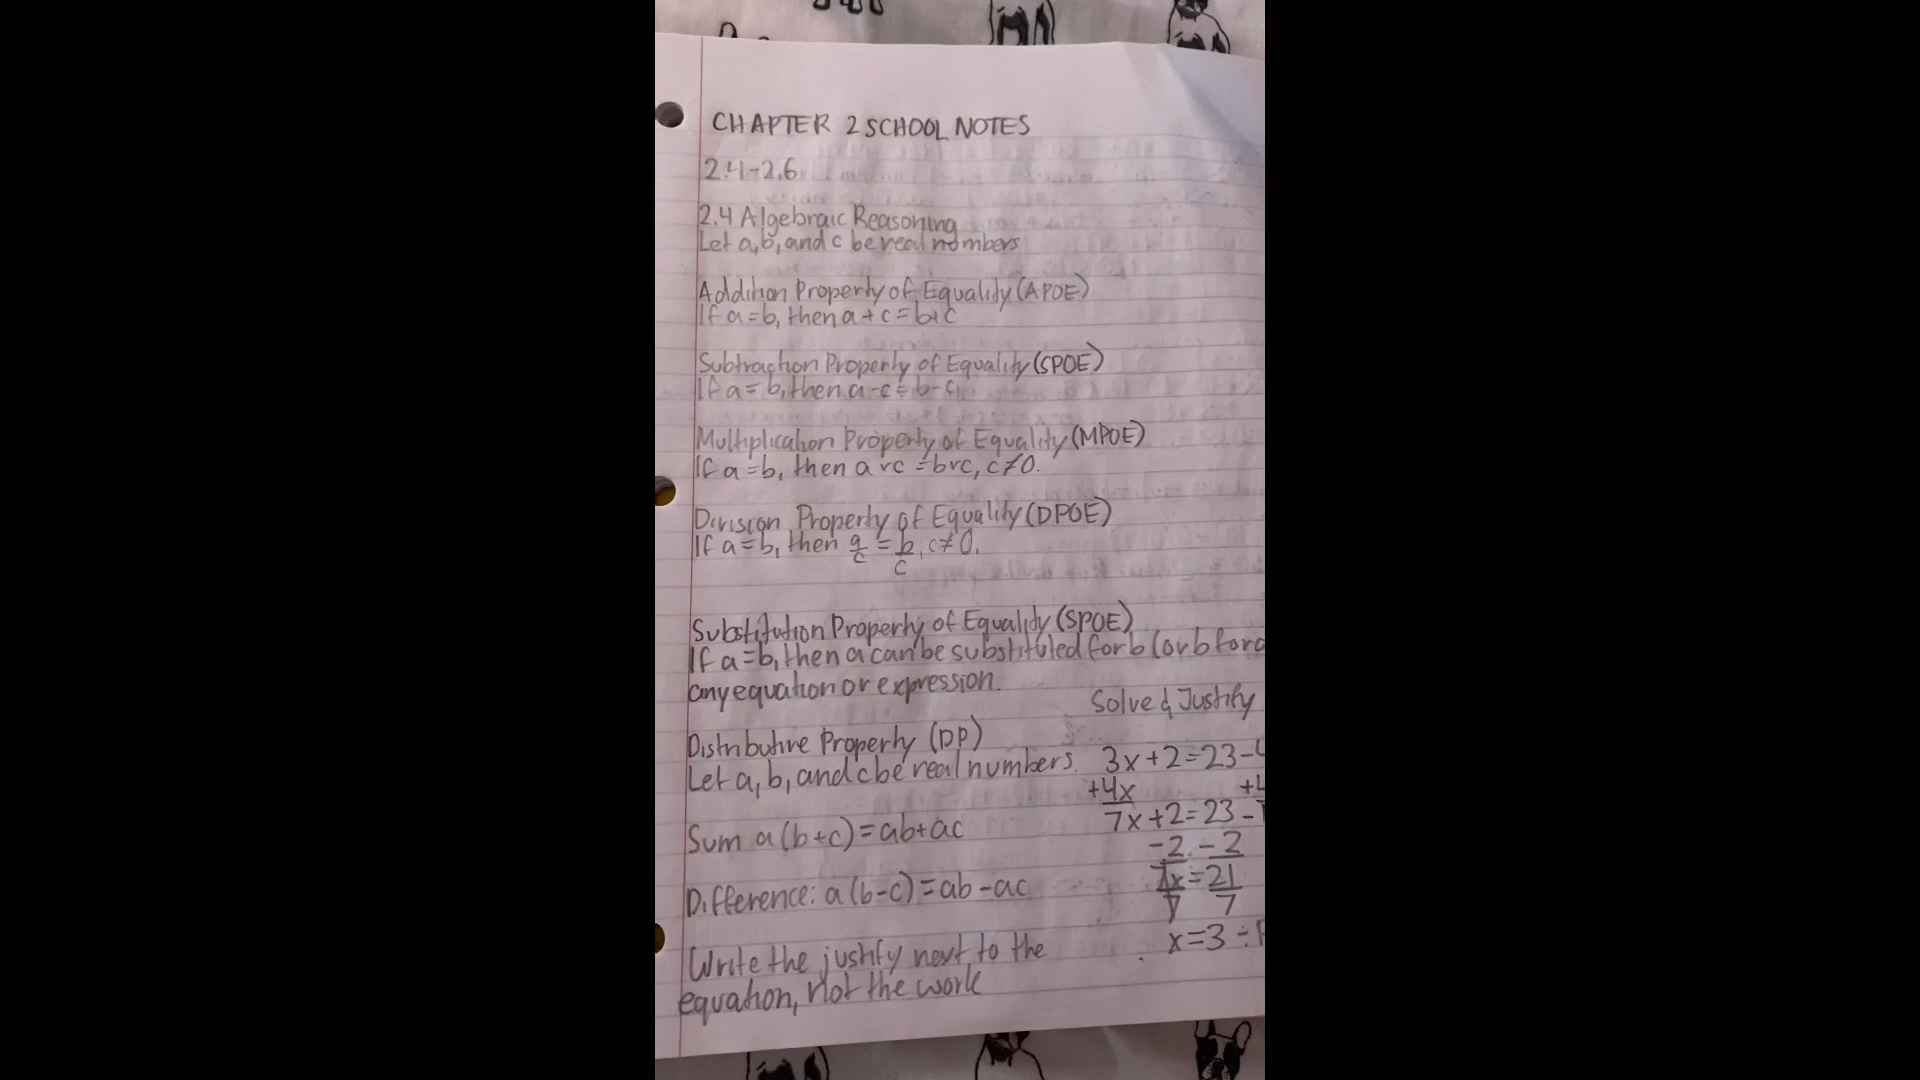 CHAPTER 2 SCHOOL NOTES
2.4-2.6
2.4 Algebraic Reasoning
Let a, b, and c be real numbers
Addition Property of Equality (APOE)
If a=b, then a+c=b+c
Subtraction Property of Equality (SPOE)
If a=b, then a-c=b-c
Multiplication Property of Equality (MPOE)
If a=b, then a•c=b•c, c≠0.
Division Property of Equality (DPOE)
If a=b, then a/c = b/c, c≠0.
Substitution Property of Equality (SPOE)
If a=b, then a can be substituted for b (or b for a
any equation or expression.
Solve & Justify
Distributive Property (DP)
Let a, b, and c be real numbers.
3x+2=23-4
+4x +4
7x+2=23-
-2 -2
7x=21
7 7
x=3 ÷
Sum a(b+c)=ab+ac
Difference: a(b-c)=ab-ac
Write the justify next to the
equation, not the work